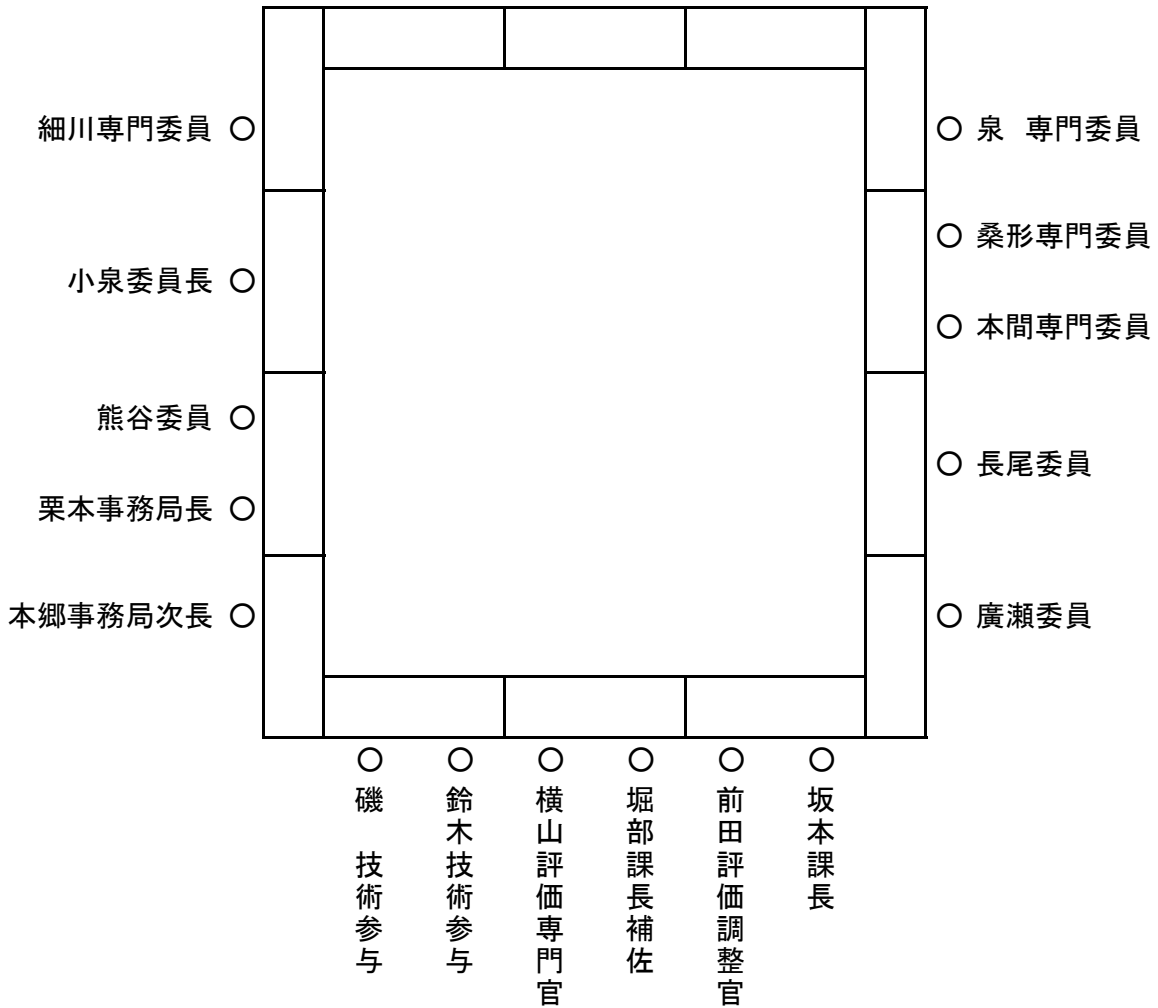 細川専門委員 ○
小泉委員長 ○
熊谷委員 ○
栗本事務局長 ○
本郷事務局次長 ○
○ 泉 専門委員
○ 桑形専門委員
○ 本間専門委員
○ 長尾委員
○ 廣瀬委員
○ 磯 技術参与
○ 鈴木技術参与
○ 横山評価専門官
○ 堀部課長補佐
○ 前田評価調整官
○ 坂本課長